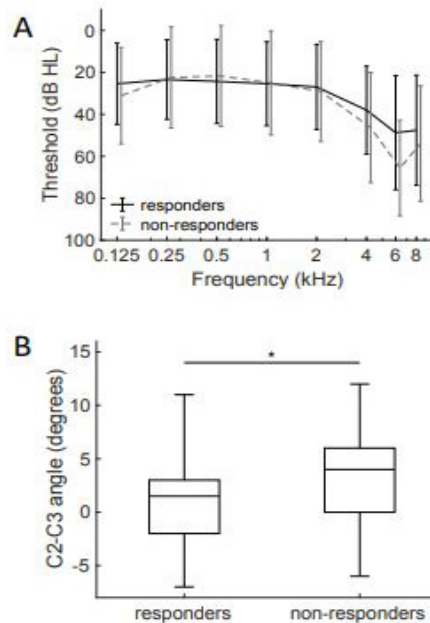 A
0
20
40
60
80
100
Threshold (dB HL)
responders
non-responders
0.125 0.25 0.5 1 2 4 6 8
Frequency (kHz)
B
*
15
10
5
0
-5
C2-C3 angle (degrees)
responders non-responders